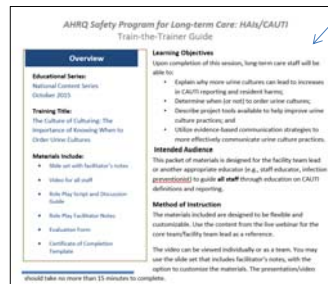 AHRQ Safety Program for Long-term Care: HAIs/CAUTI
Train-the-Trainer Guide
Overview
Educational Series:
National Content Series
October 2015
Training Title:
The Culture of Culturing: The
Importance of Knowing When to
Order Urine Cultures
Materials Include:
• Slide set with facilitator's notes
• Video for all staff
• Role Play Script and Discussion
Guide
• Role Play Facilitator Notes
• Evaluation Form
• Certificate of Completion
Template
Learning Objectives
Upon completion of this session, long-term care staff will be
able to:
• Explain why more urine cultures can lead to increases
in CAUTI reporting and resident harms;
• Determine when (or not) to order urine cultures;
• Describe project tools available to help improve urine
culture practices; and
• Utilize evidence-based communication strategies to
more effectively communicate urine culture practices.
Intended Audience
This packet of materials is designed for the facility team lead
or another appropriate educator (e.g., staff educator, infection
preventionist) to guide all staff through education on CAUTI
definitions and reporting.
Method of Instruction
The materials included are designed to be flexible and
customizable. Use the content from the live webinar for the
core team/facility team lead as a reference.
The video can be viewed individually or as a team. You may
use the slide set that includes facilitator's notes, with the
option to customize the materials. The presentation/video
should take no more than 15 minutes to complete.